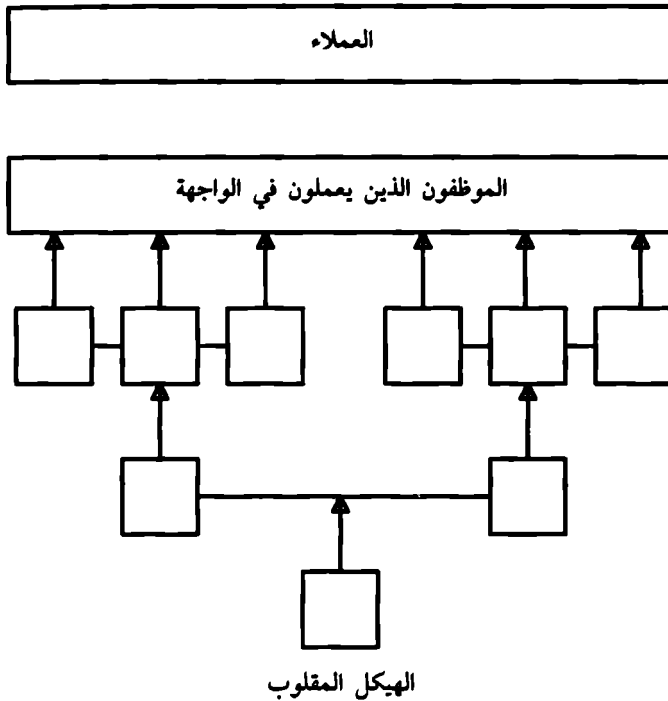 العملاء
الموظفون الذين يعملون في الواجهة
الهيكل المقلوب